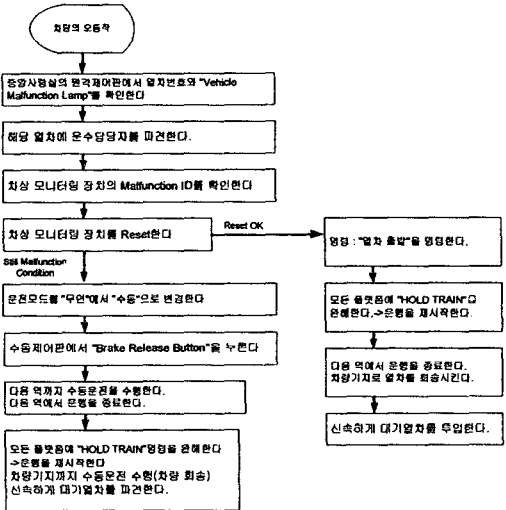 차량의 오동작
중앙사령실의 원격제어판에서 열차번호와 "Vehicle
Malfunction Lamp"를 확인한다
해당 열차에 운수담당자를 파견한다.
차상 모니터링 장치의 Malfunction ID를 확인한다
차상 모니터링 장치를 Reset한다
Reset OK
명령 : "열차 출발"을 명령한다.
Still Malfunction
Condition
운전모드를 "무인"에서 "수동"으로 변경한다
모든 플랫폼에 "HOLD TRAIN"을
완해한다.->운행을 재시작한다.
수동제어판에서 "Brake Release Button"을 누른다
다음 역에서 운행을 종료한다.
차량기지로 열차를 회송시킨다.
다음 역까지 수동운전을 수행한다.
다음 역에서 운행을 종료한다.
신속하게 대기열차를 투입한다.
모든 플랫폼에 "HOLD TRAIN"명령을 완해한다
->운행을 재시작한다
차량기지까지 수동운전 수행(차량 회송)
신속하게 대기열차를 파견한다.